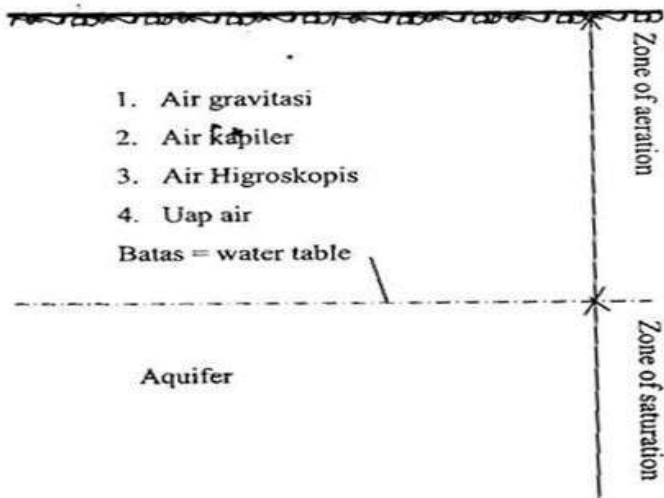 Zone of aeration
1. Air gravitasi
2. Air kapiler
3. Air Higroskopis
4. Uap air
Batas = water table
Aquifer
Zone of saturation